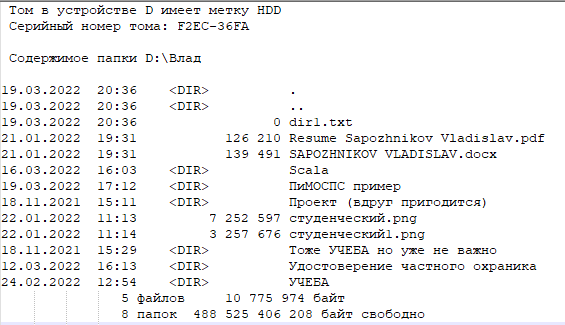 Том в устройстве D имеет метку HDD
Серийный номер тома: F2EC-36FA
Содержимое папки D:\Влад
19.03.2022 20:36 <DIR> .
19.03.2022 20:36 <DIR> ..
19.03.2022 20:36 0 dir1.txt
21.01.2022 19:31 126 210 Resume Sapozhnikov Vladislav.pdf
21.01.2022 19:31 139 491 SAPOZHNIKOV VLADISLAV.docx
16.03.2022 16:03 <DIR> Scala
19.03.2022 17:12 <DIR> ПиМОСПС пример
18.11.2021 15:11 <DIR> Проект (вдруг пригодится)
22.01.2022 11:13 7 252 597 студенческий.png
22.01.2022 11:14 3 257 676 студенческий1.png
18.11.2021 15:29 <DIR> Тоже УЧЕБА но уже не важно
12.03.2022 16:13 <DIR> Удостоверение частного охраника
24.02.2022 12:54 <DIR> УЧЕБА
5 файлов 10 775 974 байт
8 папок 488 525 406 208 байт свободно